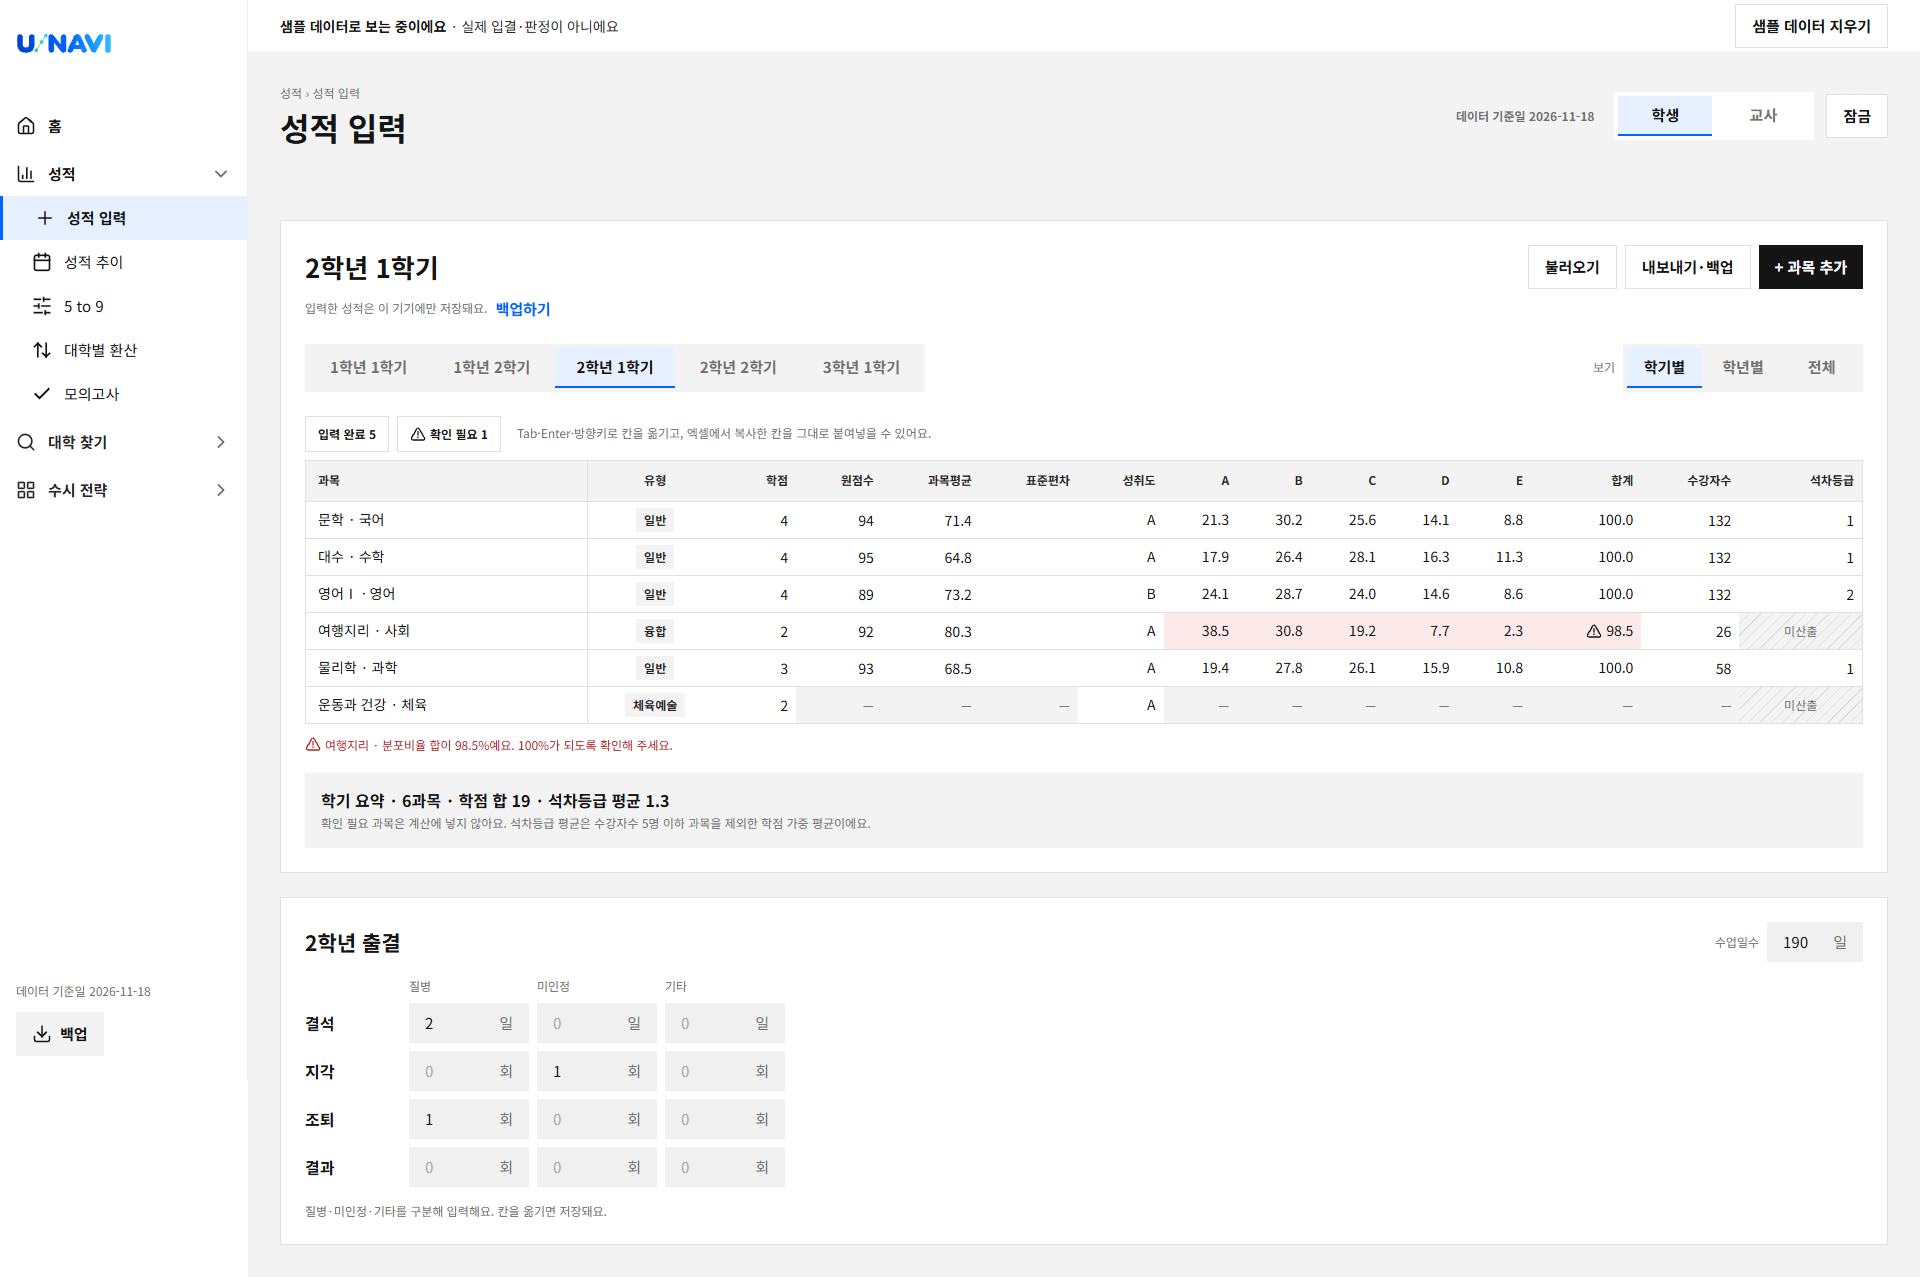 U NAVI
샘플 데이터로 보는 중이에요 · 실제 입결·판정이 아니에요
샘플 데이터 지우기
홈
성적
성적 입력
성적 추이
5 to 9
대학별 환산
모의고사
대학 찾기
수시 전략
데이터 기준일 2026-11-18
백업
성적 › 성적 입력
성적 입력
데이터 기준일 2026-11-18
학생 교사
잠금
2학년 1학기
불러오기
내보내기·백업
+ 과목 추가
입력한 성적은 이 기기에만 저장돼요. 백업하기
1학년 1학기 1학년 2학기 2학년 1학기 2학년 2학기 3학년 1학기
보기 학기별 학년별 전체
입력 완료 5
확인 필요 1
Tab·Enter·방향키로 칸을 옮기고, 엑셀에서 복사한 칸을 그대로 붙여넣을 수 있어요.
과목 유형 학점 원점수 과목평균 표준편차 성취도 A B C D E 합계 수강자수 석차등급
문학 · 국어 일반 4 94 71.4 A 21.3 30.2 25.6 14.1 8.8 100.0 132 1
대수 · 수학 일반 4 95 64.8 A 17.9 26.4 28.1 16.3 11.3 100.0 132 1
영어Ⅰ · 영어 일반 4 89 73.2 B 24.1 28.7 24.0 14.6 8.6 100.0 132 2
여행지리 · 사회 융합 2 92 80.3 A 38.5 30.8 19.2 7.7 2.3 98.5 26 미산출
물리학 · 과학 일반 3 93 68.5 A 19.4 27.8 26.1 15.9 10.8 100.0 58 1
운동과 건강 · 체육 체육예술 2 — — — A — — — — — — — 미산출
여행지리 · 분포비율 합이 98.5%예요. 100%가 되도록 확인해 주세요.
학기 요약 · 6과목 · 학점 합 19 · 석차등급 평균 1.3
확인 필요 과목은 계산에 넣지 않아요. 석차등급 평균은 수강자수 5명 이하 과목을 제외한 학점 가중 평균이에요.
2학년 출결
수업일수 190 일
질병 미인정 기타
결석 2 일 0 일 0 일
지각 0 회 1 회 0 회
조퇴 1 회 0 회 0 회
결과 0 회 0 회 0 회
질병·미인정·기타를 구분해 입력해요. 칸을 옮기면 저장돼요.